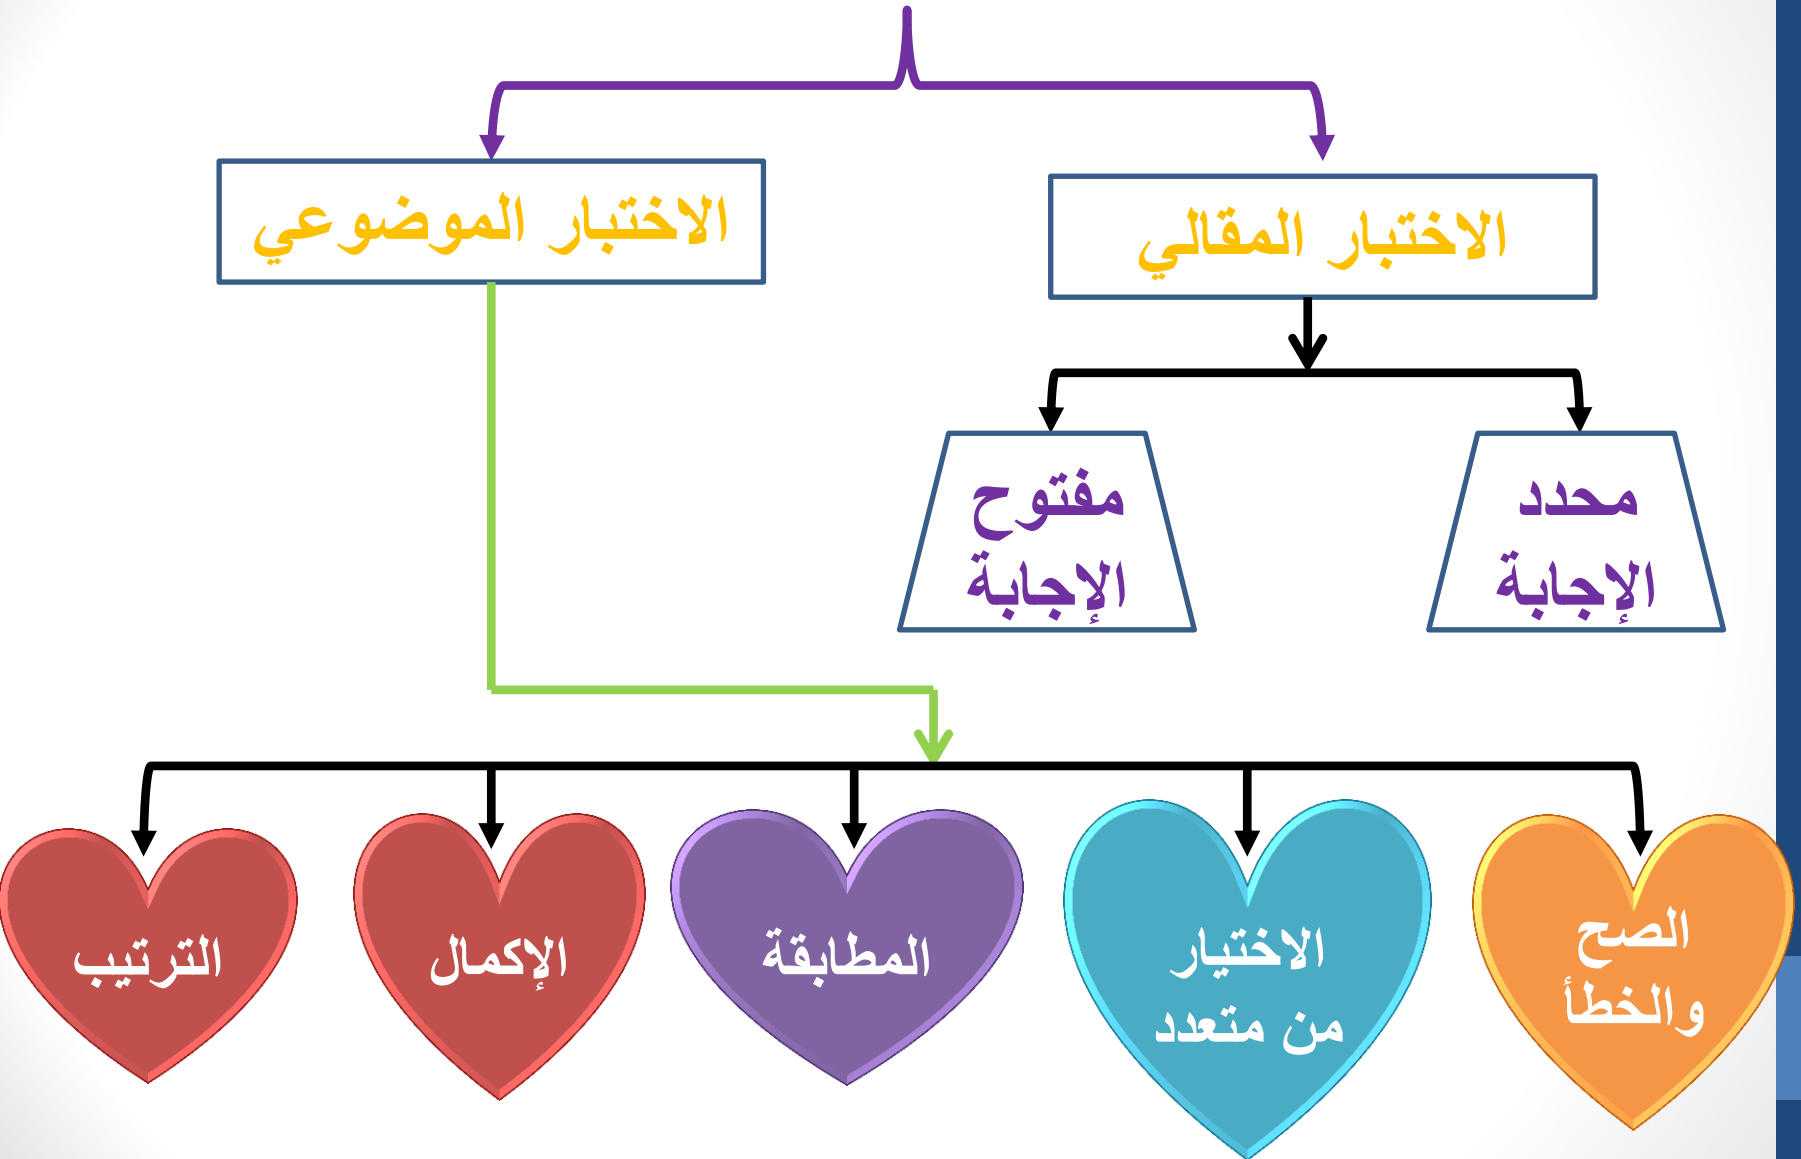 الاختبار المقالي
الاختبار الموضوعي
محدد
الإجابة
مفتوح
الإجابة
الصح
والخطأ
الاختيار
من متعدد
المطابقة
الإكمال
الترتيب